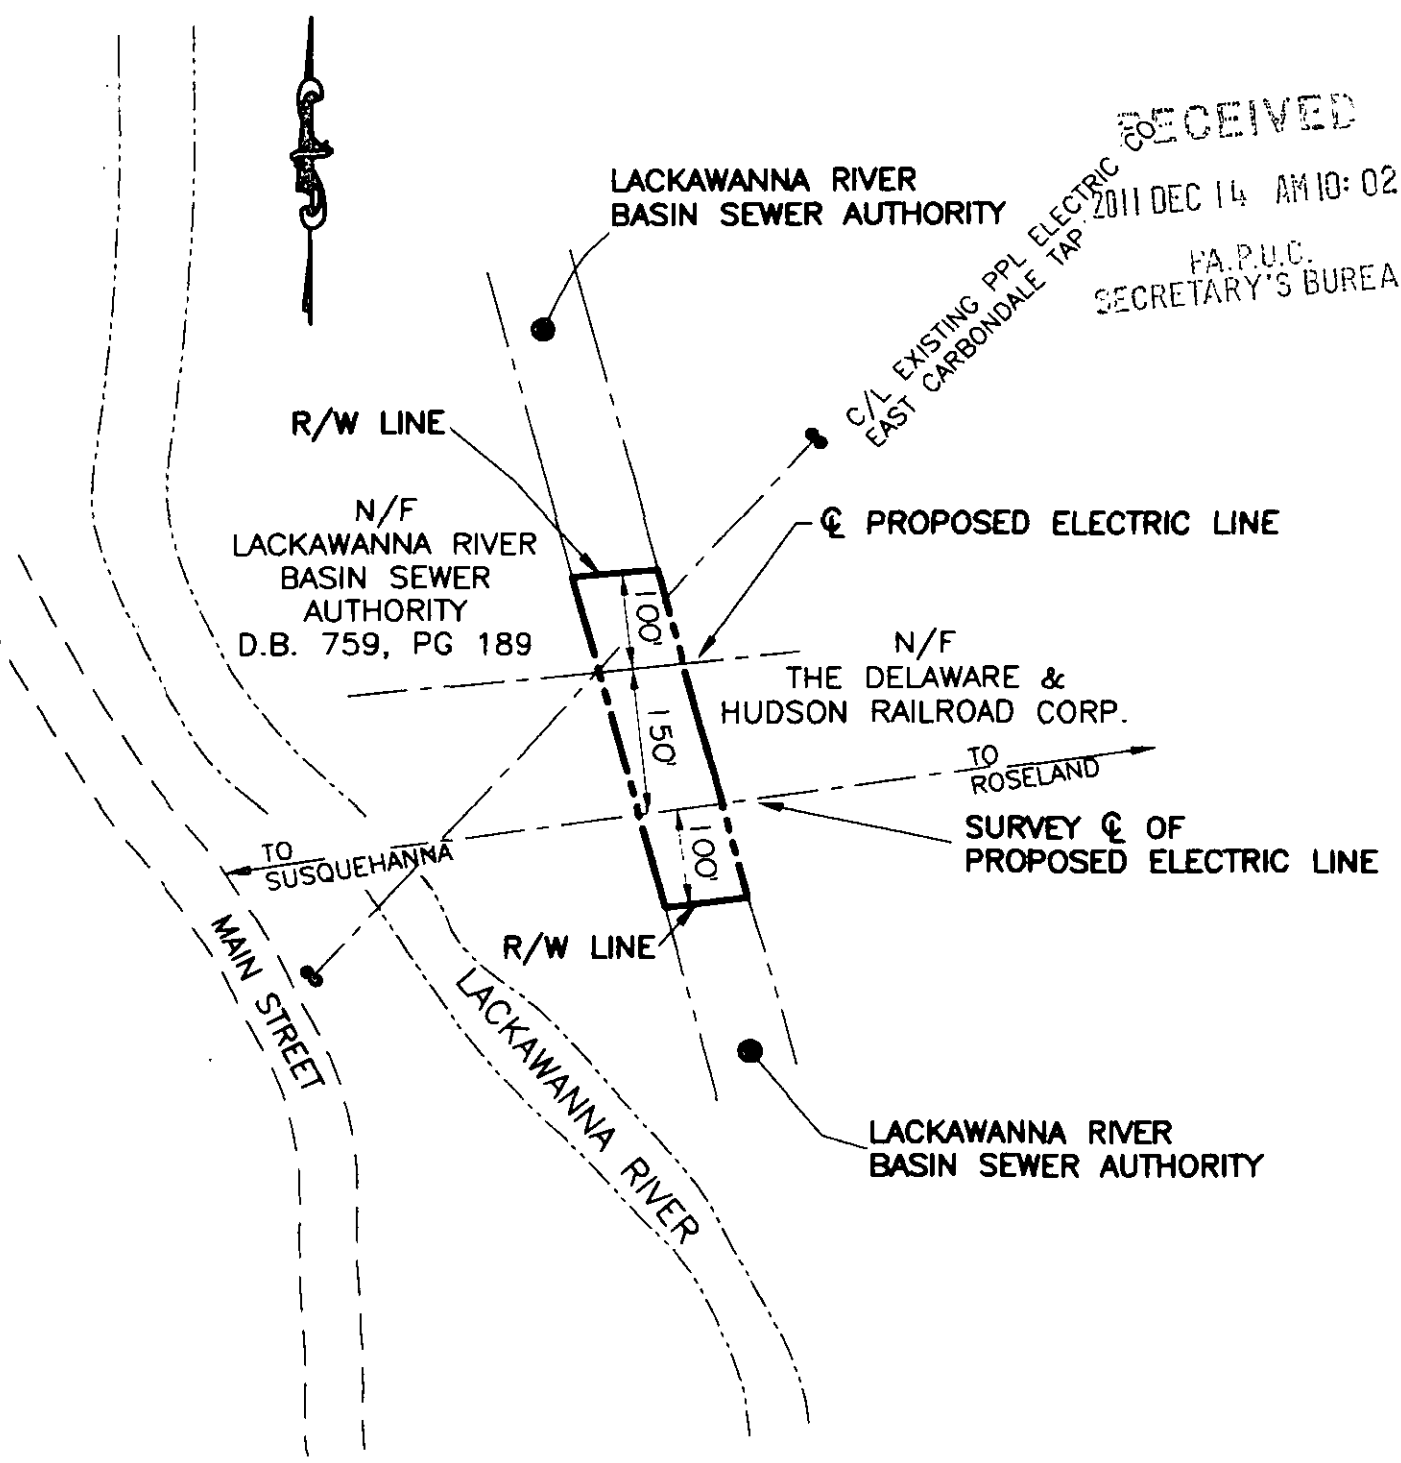 RECEIVED
2011 DEC 14 AM 10: 02
PA.P.U.C.
SECRETARY'S BUREA
LACKAWANNA RIVER
BASIN SEWER AUTHORITY
C/L EXISTING PPL ELECTRIC CO
EAST CARBONDALE TAP
R/W LINE
N/F
LACKAWANNA RIVER
BASIN SEWER
AUTHORITY
D.B. 759, PG 189
℄ PROPOSED ELECTRIC LINE
100'
N/F
THE DELAWARE &
HUDSON RAILROAD CORP.
150'
TO
ROSELAND
SURVEY ℄ OF
PROPOSED ELECTRIC LINE
100'
TO
SUSQUEHANNA
R/W LINE
MAIN STREET
LACKAWANNA RIVER
LACKAWANNA RIVER
BASIN SEWER AUTHORITY